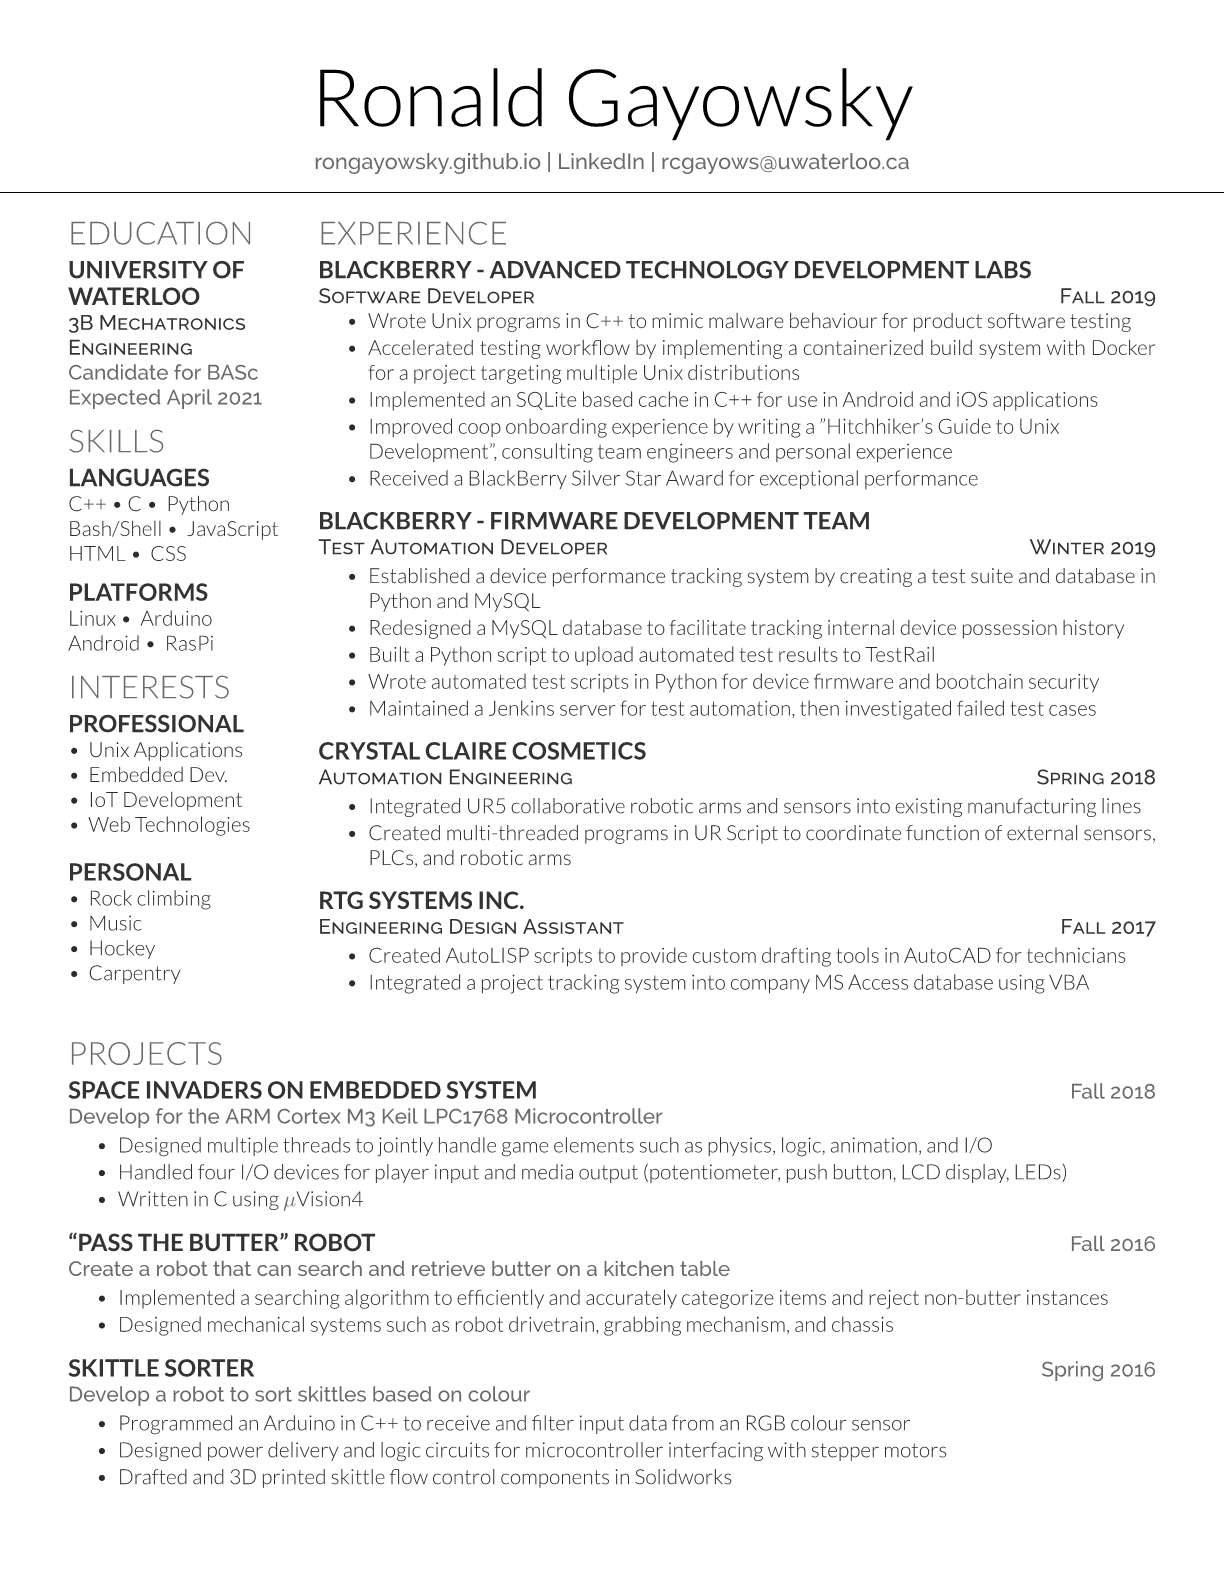 Ronald Gayowsky
rongayowsky.github.io | LinkedIn | rcgayows@uwaterloo.ca
EDUCATION
UNIVERSITY OF
WATERLOO
3B Mechatronics
Engineering
Candidate for BASc
Expected April 2021
SKILLS
LANGUAGES
C++ • C • Python
Bash/Shell • JavaScript
HTML • CSS
PLATFORMS
Linux • Arduino
Android • RasPi
INTERESTS
PROFESSIONAL
• Unix Applications
• Embedded Dev.
• IoT Development
• Web Technologies
PERSONAL
• Rock climbing
• Music
• Hockey
• Carpentry
EXPERIENCE
BLACKBERRY - ADVANCED TECHNOLOGY DEVELOPMENT LABS
Software Developer Fall 2019
• Wrote Unix programs in C++ to mimic malware behaviour for product software testing
• Accelerated testing workflow by implementing a containerized build system with Docker
for a project targeting multiple Unix distributions
• Implemented an SQLite based cache in C++ for use in Android and iOS applications
• Improved coop onboarding experience by writing a ”Hitchhiker’s Guide to Unix
Development”, consulting team engineers and personal experience
• Received a BlackBerry Silver Star Award for exceptional performance
BLACKBERRY - FIRMWARE DEVELOPMENT TEAM
Test Automation Developer Winter 2019
• Established a device performance tracking system by creating a test suite and database in
Python and MySQL
• Redesigned a MySQL database to facilitate tracking internal device possession history
• Built a Python script to upload automated test results to TestRail
• Wrote automated test scripts in Python for device firmware and bootchain security
• Maintained a Jenkins server for test automation, then investigated failed test cases
CRYSTAL CLAIRE COSMETICS
Automation Engineering Spring 2018
• Integrated UR5 collaborative robotic arms and sensors into existing manufacturing lines
• Created multi-threaded programs in UR Script to coordinate function of external sensors,
PLCs, and robotic arms
RTG SYSTEMS INC.
Engineering Design Assistant Fall 2017
• Created AutoLISP scripts to provide custom drafting tools in AutoCAD for technicians
• Integrated a project tracking system into company MS Access database using VBA
PROJECTS
SPACE INVADERS ON EMBEDDED SYSTEM Fall 2018
Develop for the ARM Cortex M3 Keil LPC1768 Microcontroller
• Designed multiple threads to jointly handle game elements such as physics, logic, animation, and I/O
• Handled four I/O devices for player input and media output (potentiometer, push button, LCD display, LEDs)
• Written in C using μVision4
“PASS THE BUTTER” ROBOT Fall 2016
Create a robot that can search and retrieve butter on a kitchen table
• Implemented a searching algorithm to efficiently and accurately categorize items and reject non-butter instances
• Designed mechanical systems such as robot drivetrain, grabbing mechanism, and chassis
SKITTLE SORTER Spring 2016
Develop a robot to sort skittles based on colour
• Programmed an Arduino in C++ to receive and filter input data from an RGB colour sensor
• Designed power delivery and logic circuits for microcontroller interfacing with stepper motors
• Drafted and 3D printed skittle flow control components in Solidworks